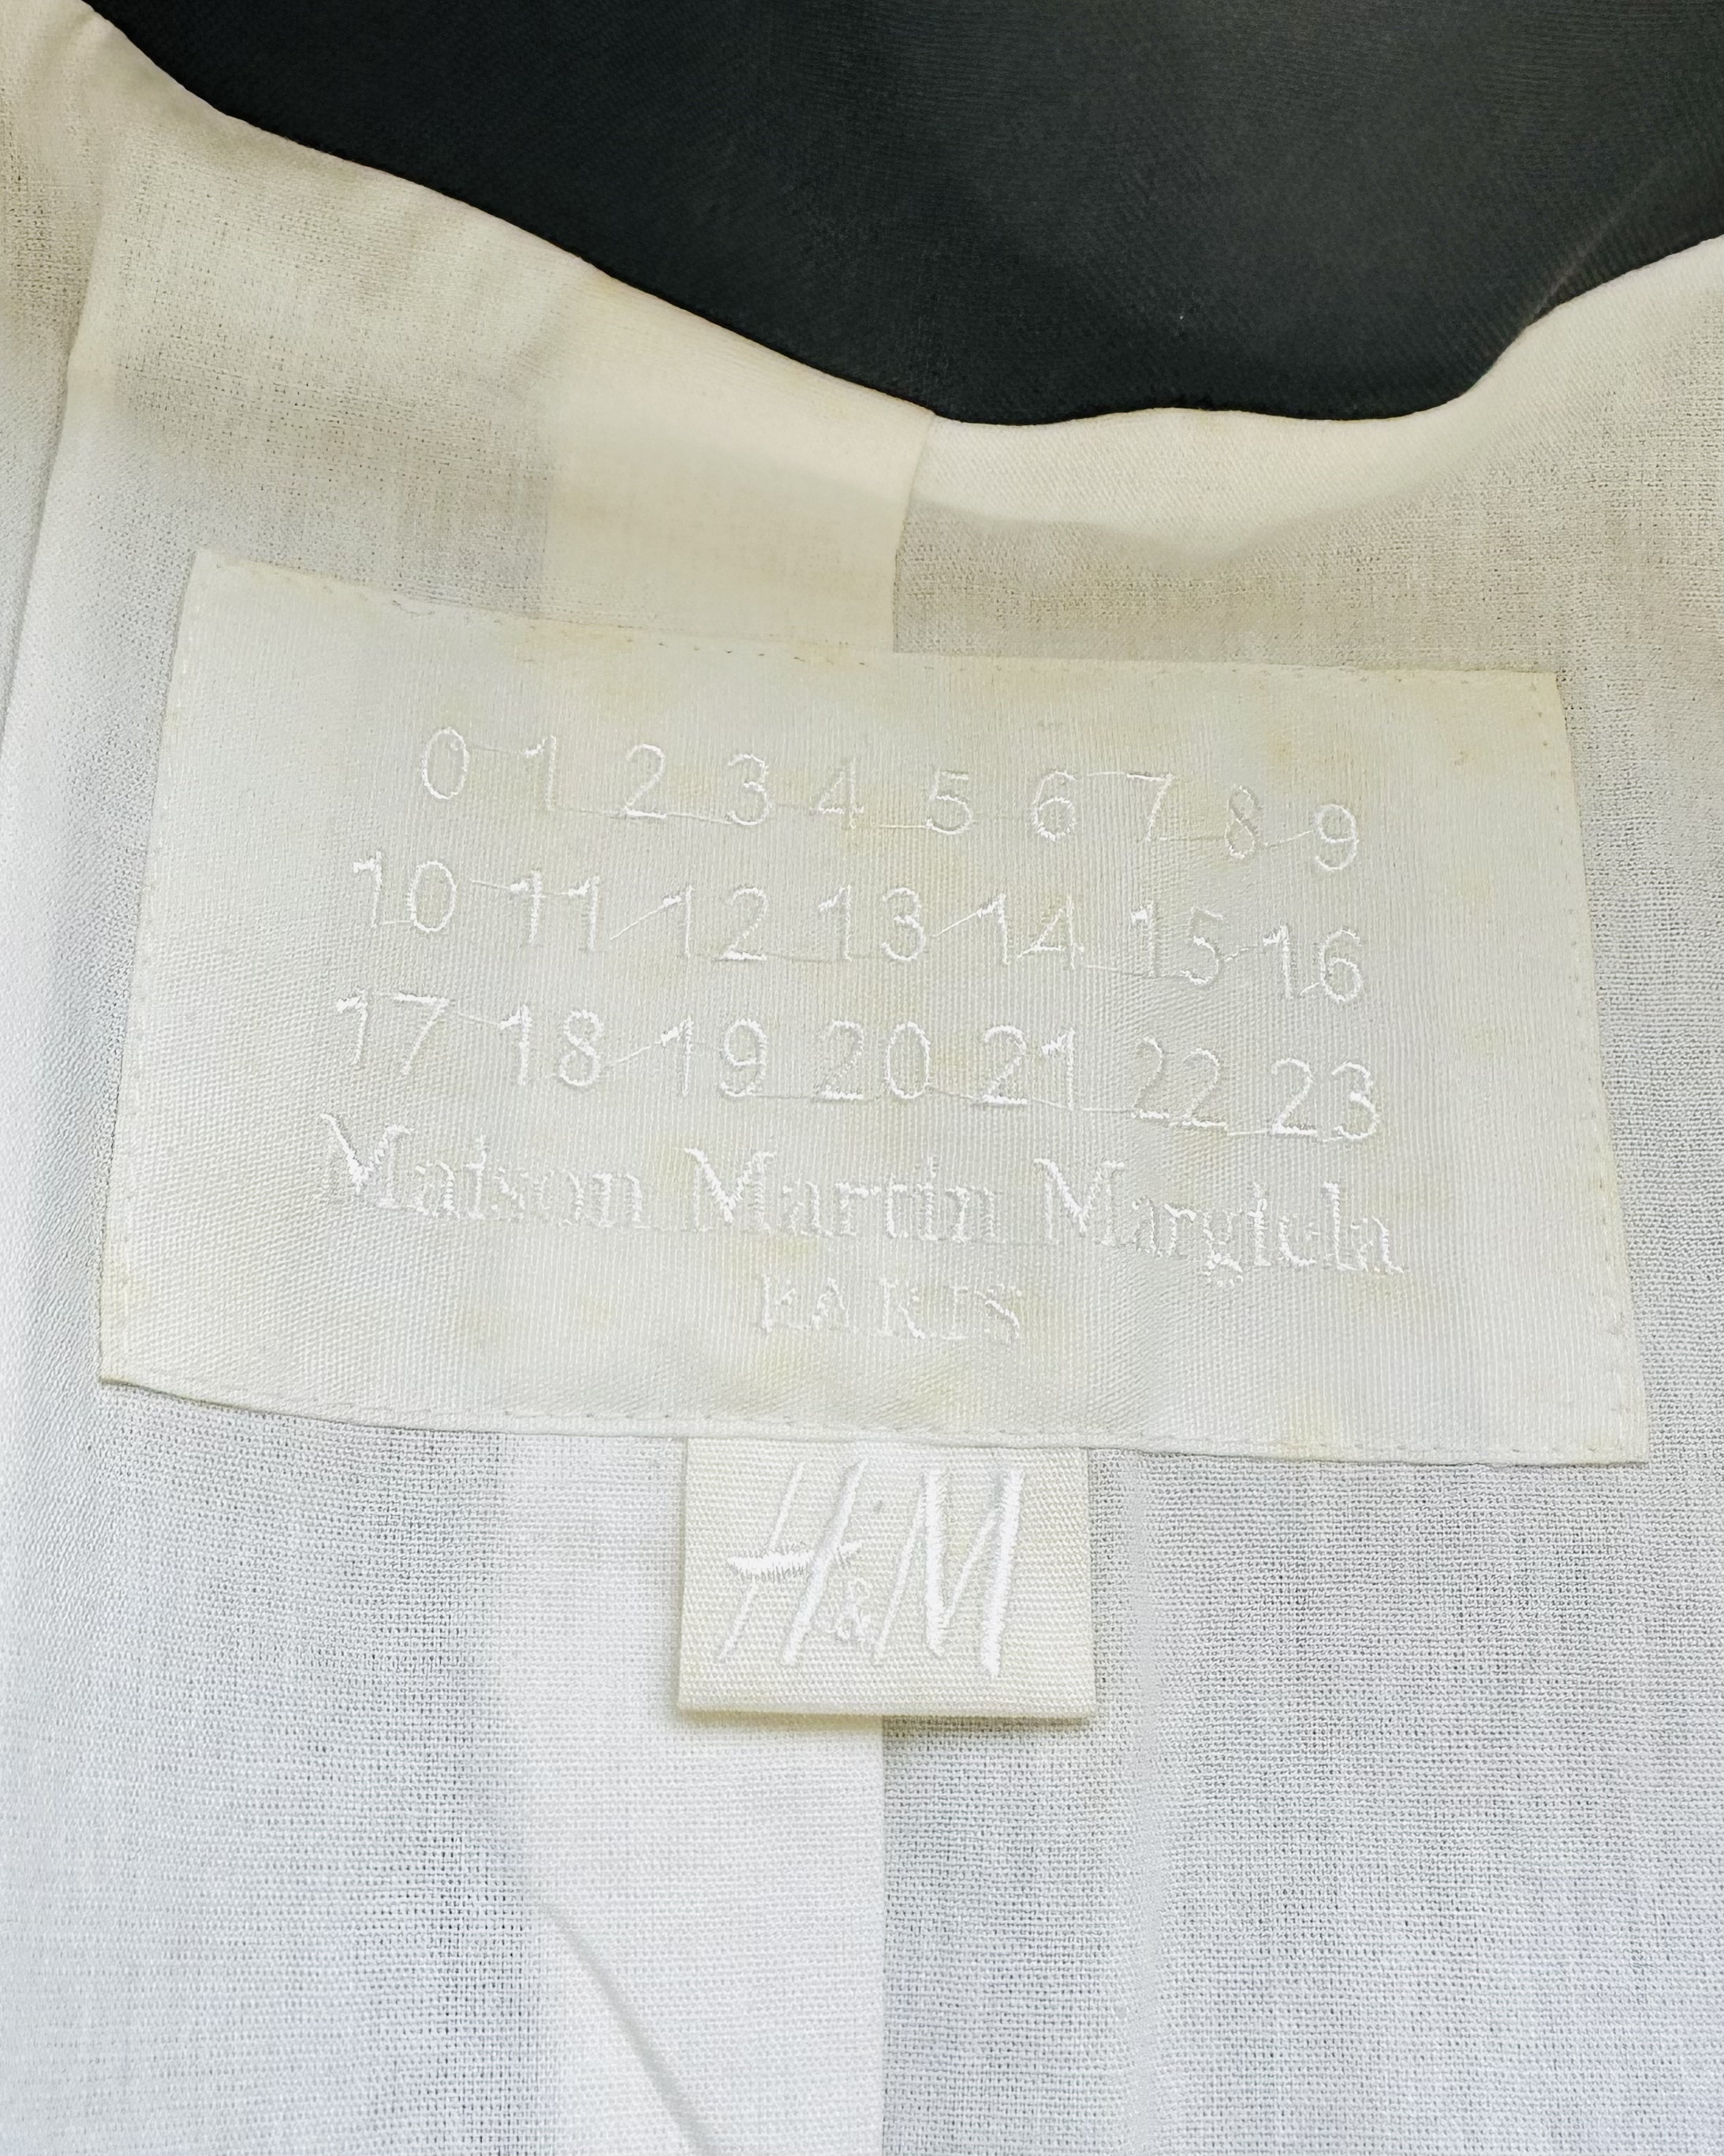 0 1 2 3 4 5 6 7 8 9
10 11 12 13 14 15 16
17 18 19 20 21 22 23
Maison Martin Margiela
PARIS
H&M